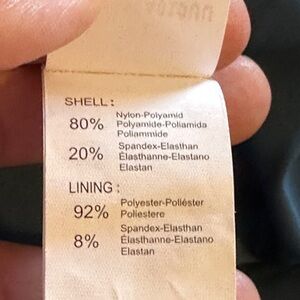 SHELL:
80% Nylon-Polyamid
Polyamide-Poliamida
Poliammide
20% Spandex-Elasthan
Élasthanne-Elastano
Elastan
LINING:
92% Polyester-Poliéster
Poliestere
8% Spandex-Elasthan
Élasthanne-Elastano
Elastan